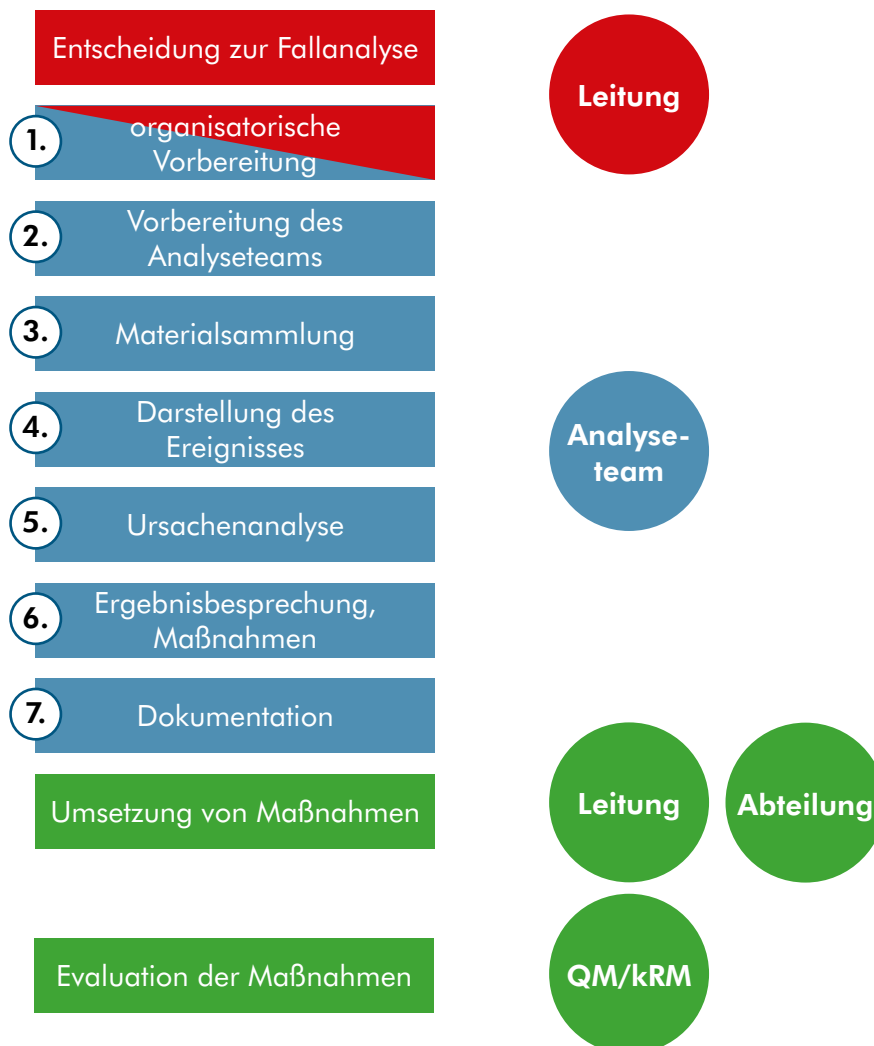 Entscheidung zur Fallanalyse
Leitung
1.
organisatorische
Vorbereitung
2.
Vorbereitung des
Analyseteams
3.
Materialsammlung
4.
Darstellung des
Ereignisses
Analyse-
team
5.
Ursachenanalyse
6.
Ergebnisbesprechung,
Maßnahmen
7.
Dokumentation
Umsetzung von Maßnahmen
Leitung
Abteilung
Evaluation der Maßnahmen
QM/kRM